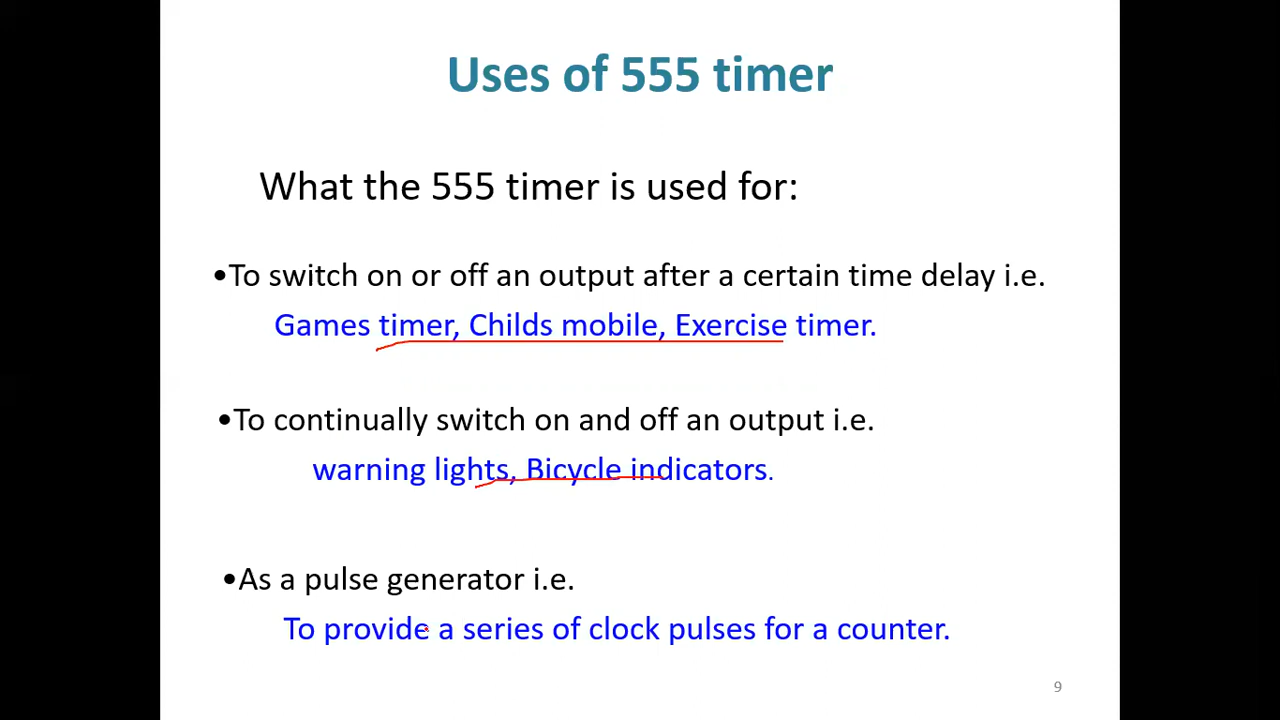 Uses of 555 timer
What the 555 timer is used for:
•To switch on or off an output after a certain time delay i.e.
Games timer, Childs mobile, Exercise timer.
•To continually switch on and off an output i.e.
warning lights, Bicycle indicators.
•As a pulse generator i.e.
To provide a series of clock pulses for a counter.
9